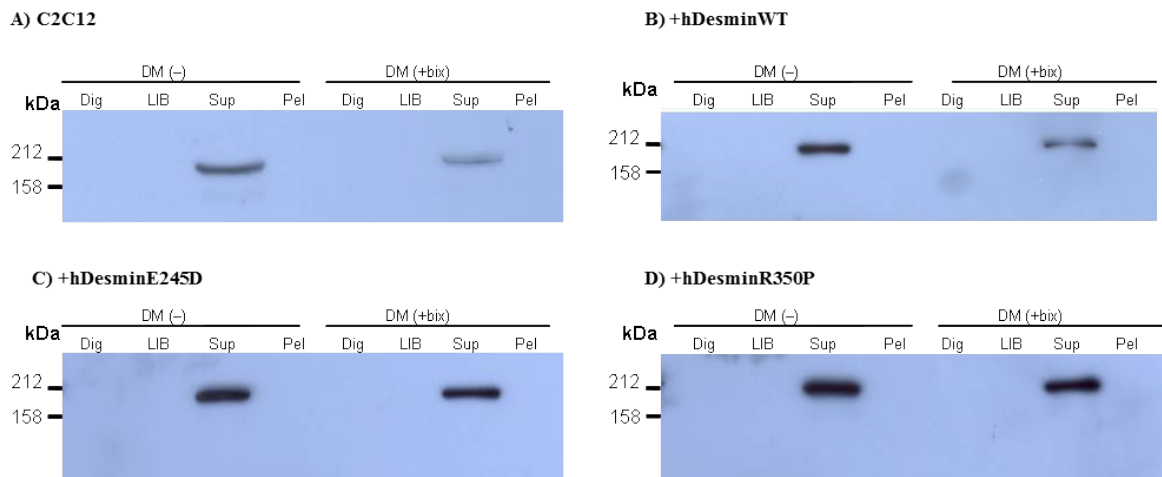 A) C2C12
DM (–) DM (+bix)
kDa Dig LIB Sup Pel Dig LIB Sup Pel
212
158
B) +hDesminWT
DM (–) DM (+bix)
kDa Dig LIB Sup Pel Dig LIB Sup Pel
212
158
C) +hDesminE245D
DM (–) DM (+bix)
kDa Dig LIB Sup Pel Dig LIB Sup Pel
212
158
D) +hDesminR350P
DM (–) DM (+bix)
kDa Dig LIB Sup Pel Dig LIB Sup Pel
212
158